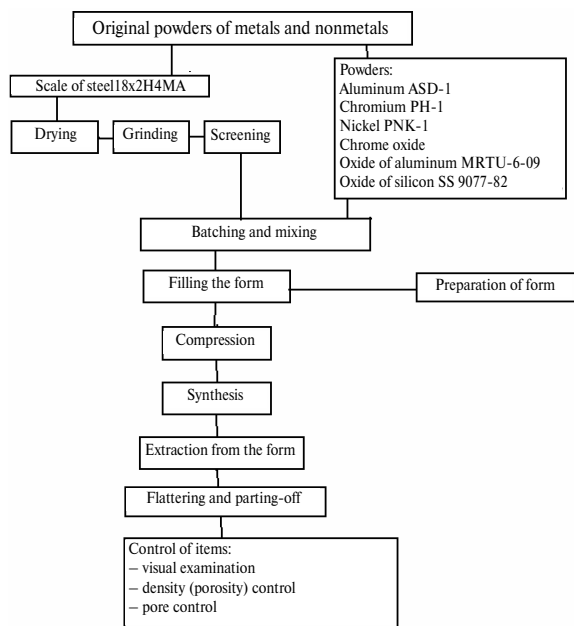 Original powders of metals and nonmetals
Scale of steel18x2H4MA
Powders:
Aluminum ASD-1
Chromium PH-1
Nickel PNK-1
Chrome oxide
Oxide of aluminum MRTU-6-09
Oxide of silicon SS 9077-82
Drying
Grinding
Screening
Batching and mixing
Filling the form
Preparation of form
Compression
Synthesis
Extraction from the form
Flattering and parting-off
Control of items:
– visual examination
– density (porosity) control
– pore control